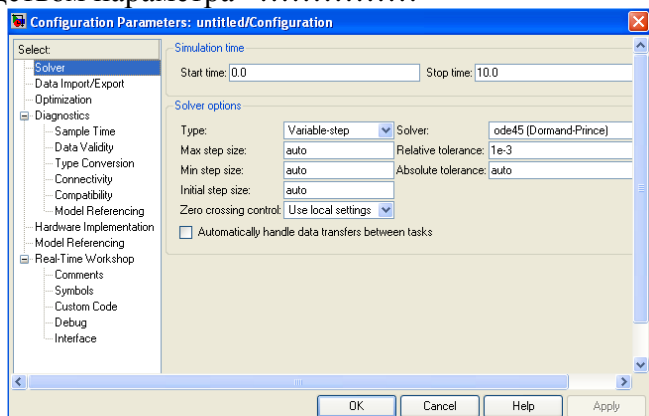 Configuration Parameters: untitled/Configuration
Select:
Solver
Data Import/Export
Optimization
Diagnostics
Sample Time
Data Validity
Type Conversion
Connectivity
Compatibility
Model Referencing
Hardware Implementation
Model Referencing
Real-Time Workshop
Comments
Symbols
Custom Code
Debug
Interface
Simulation time
Start time: 0.0 Stop time: 10.0
Solver options
Type: Variable-step Solver: ode45 (Dormand-Prince)
Max step size: auto Relative tolerance: 1e-3
Min step size: auto Absolute tolerance: auto
Initial step size: auto
Zero crossing control: Use local settings
Automatically handle data transfers between tasks
OK Cancel Help Apply